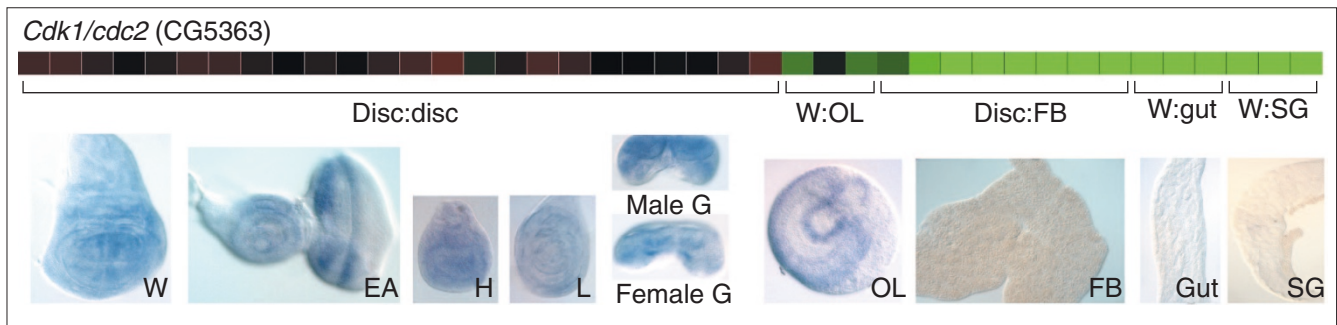 Cdk1/cdc2 (CG5363)
Disc:disc W:OL Disc:FB W:gut W:SG
W EA H L Male G OL FB Gut SG
Female G